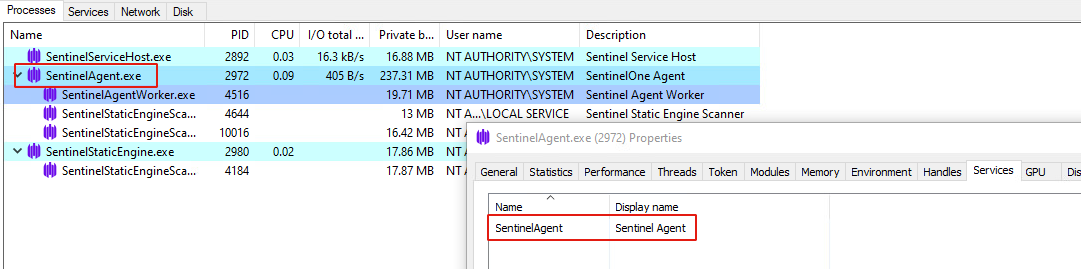 Processes Services Network Disk
Name PID CPU I/O total ... Private b... User name Description
SentinelServiceHost.exe 2892 0.03 16.3 kB/s 16.88 MB NT AUTHORITY\SYSTEM Sentinel Service Host
SentinelAgent.exe 2972 0.09 405 B/s 237.31 MB NT AUTHORITY\SYSTEM SentinelOne Agent
SentinelAgentWorker.exe 4516 19.71 MB NT AUTHORITY\SYSTEM Sentinel Agent Worker
SentinelStaticEngineSca... 4644 13 MB NT A...\LOCAL SERVICE Sentinel Static Engine Scanner
SentinelStaticEngineSca... 10016 16.42 MB NT
SentinelStaticEngine.exe 2980 0.02 17.86 MB NT
SentinelStaticEngineSca... 4184 17.87 MB NT
SentinelAgent.exe (2972) Properties
General Statistics Performance Threads Token Modules Memory Environment Handles Services GPU
Name Display name
SentinelAgent Sentinel Agent